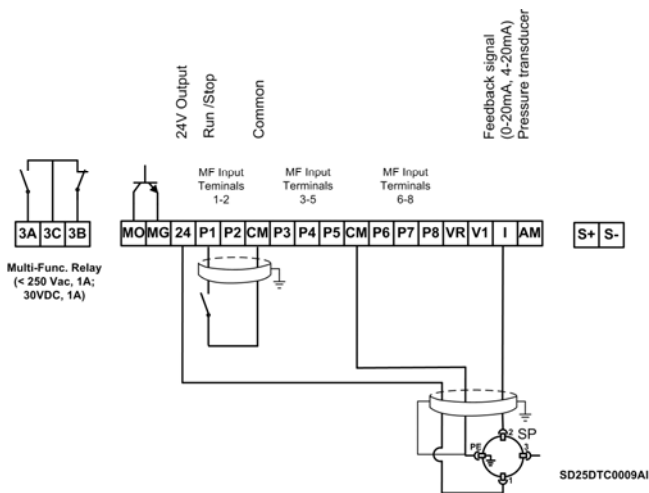 24V Output
Run /Stop
Common
Feedback signal
(0-20mA, 4-20mA)
Pressure transducer
MF Input
Terminals
1-2
MF Input
Terminals
3-5
MF Input
Terminals
6-8
3A 3C 3B
MO MG 24 P1 P2 CM P3 P4 P5 CM P6 P7 P8 VR V1 I AM
S+ S-
Multi-Func. Relay
(< 250 Vac, 1A;
30VDC, 1A)
2 SP
PE 3
1
SD25DTC0009AI